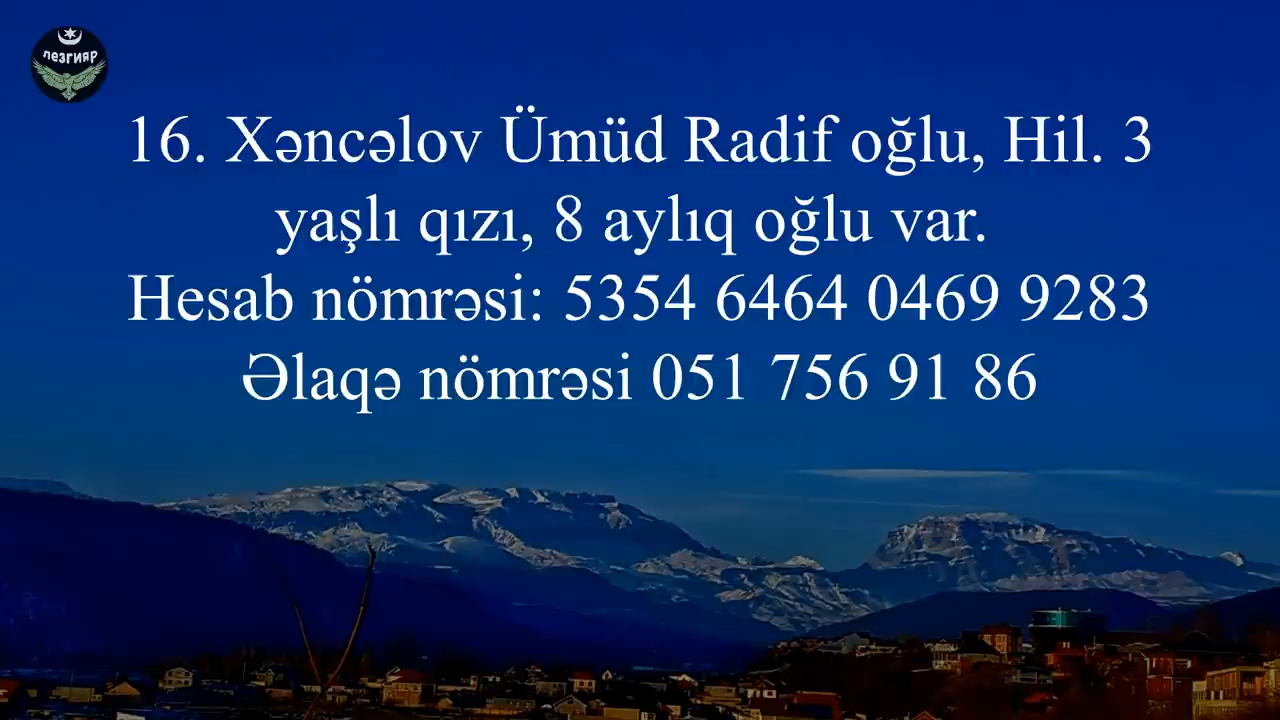 лезгияр
16. Xəncəlov Ümüd Radif oğlu, Hil. 3
yaşlı qızı, 8 aylıq oğlu var.
Hesab nömrəsi: 5354 6464 0469 9283
Əlaqə nömrəsi 051 756 91 86